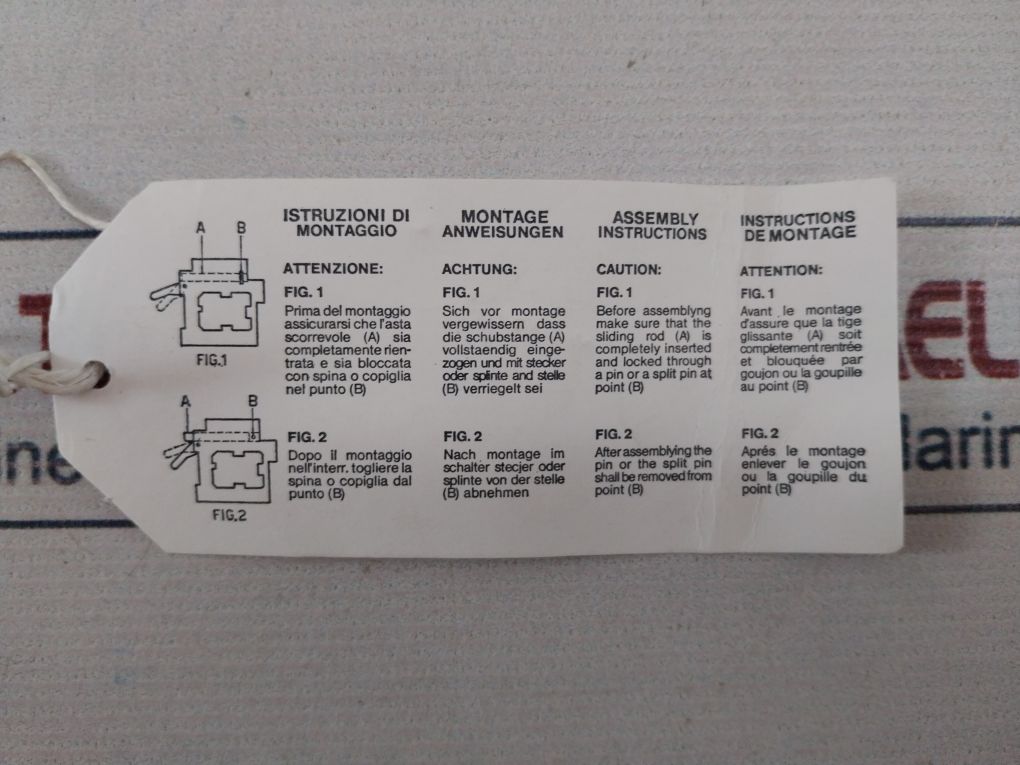 A B
FIG.1
A B
FIG.2
ISTRUZIONI DI
MONTAGGIO
ATTENZIONE:
FIG. 1
Prima del montaggio
assicurarsi che l'asta
scorrevole (A) sia
completamente rien-
trata e sia bloccata
con spina o copiglia
nel punto (B)
FIG. 2
Dopo il montaggio
nell'interr. togliere la
spina o copiglia dal
punto (B)
MONTAGE
ANWEISUNGEN
ACHTUNG:
FIG. 1
Sich vor montage
vergewissern dass
die schubstange (A)
vollstaendig einge-
zogen und mit stecker
oder splinte and stelle
(B) verriegelt sei
FIG. 2
Nach montage im
schalter stecjer oder
splinte von der stelle
(B) abnehmen
ASSEMBLY
INSTRUCTIONS
CAUTION:
FIG. 1
Before assemblyng
make sure that the
sliding rod (A) is
completely inserted
and locked through
a pin or a split pin at
point (B)
FIG. 2
After assemblying the
pin or the split pin
shall be removed from
point (B)
INSTRUCTIONS
DE MONTAGE
ATTENTION:
FIG. 1
Avant le montage
d'assure que la tige
glissante (A) soit
completement rentrée
et blouquée par
goujon ou la goupille
au point (B)
FIG. 2
Aprés le montage
enlever le goujon
ou la goupille du
point (B)